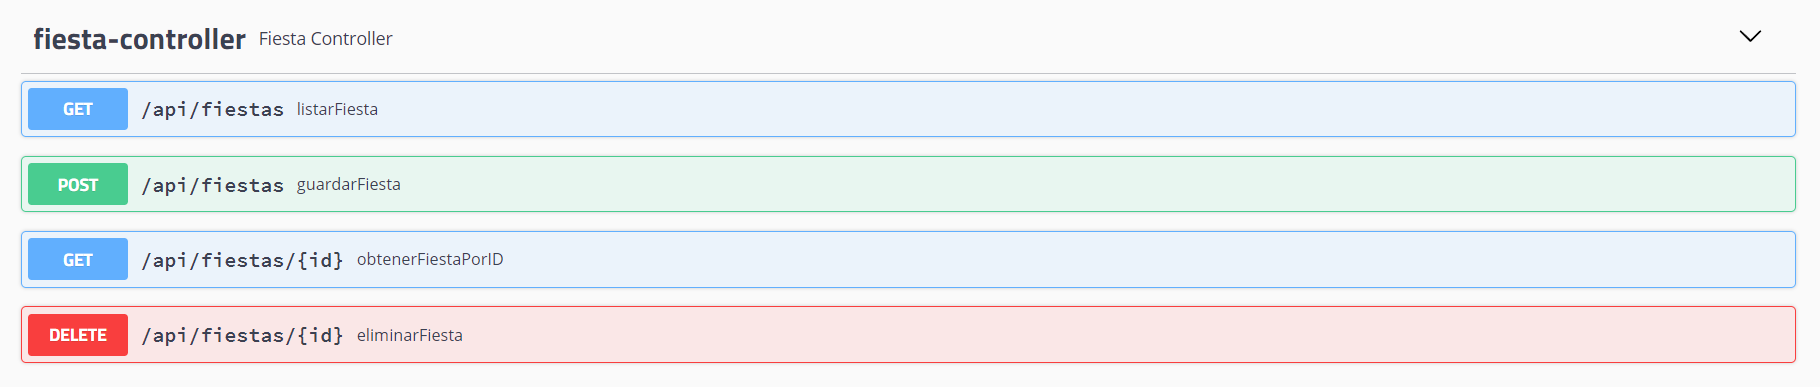 fiesta-controller Fiesta Controller
GET /api/fiestas listarFiesta
POST /api/fiestas guardarFiesta
GET /api/fiestas/{id} obtenerFiestaPorID
DELETE /api/fiestas/{id} eliminarFiesta